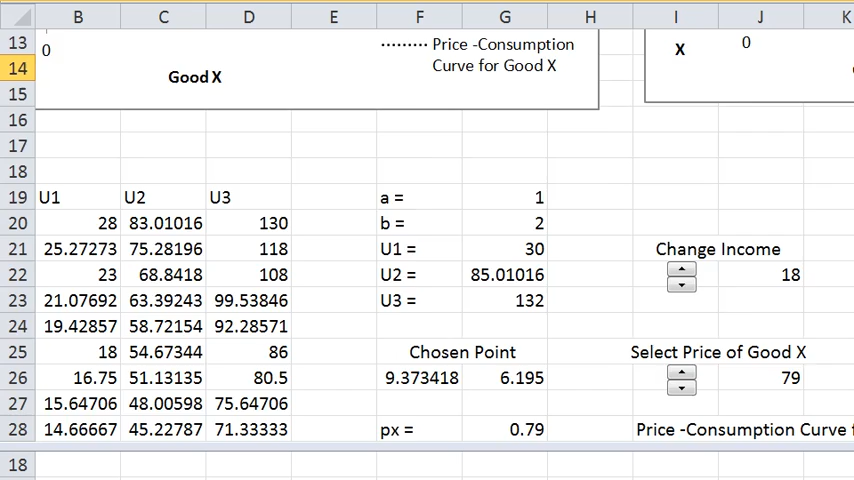 B C D E F G H I J K
13 0 ········· Price -Consumption X 0
14 Good X Curve for Good X
15
16
17
18
19 U1 U2 U3 a = 1
20 28 83.01016 130 b = 2
21 25.27273 75.28196 118 U1 = 30 Change Income
22 23 68.8418 108 U2 = 85.01016 18
23 21.07692 63.39243 99.53846 U3 = 132
24 19.42857 58.72154 92.28571
25 18 54.67344 86 Chosen Point Select Price of Good X
26 16.75 51.13135 80.5 9.373418 6.195 79
27 15.64706 48.00598 75.64706
28 14.66667 45.22787 71.33333 px = 0.79 Price -Consumption Curve
18